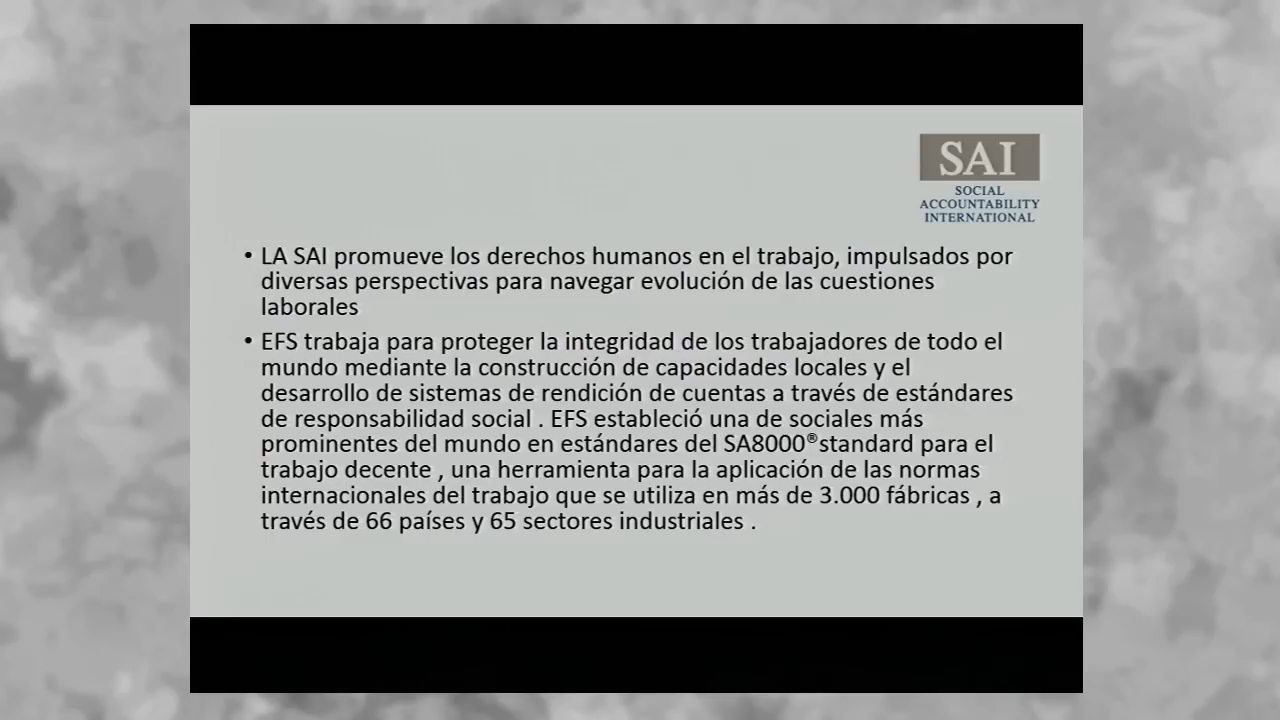 SAI
SOCIAL
ACCOUNTABILITY
INTERNATIONAL
• LA SAI promueve los derechos humanos en el trabajo, impulsados por
diversas perspectivas para navegar evolución de las cuestiones
laborales
• EFS trabaja para proteger la integridad de los trabajadores de todo el
mundo mediante la construcción de capacidades locales y el
desarrollo de sistemas de rendición de cuentas a través de estándares
de responsabilidad social . EFS estableció una de sociales más
prominentes del mundo en estándares del SA8000®standard para el
trabajo decente , una herramienta para la aplicación de las normas
internacionales del trabajo que se utiliza en más de 3.000 fábricas , a
través de 66 países y 65 sectores industriales .